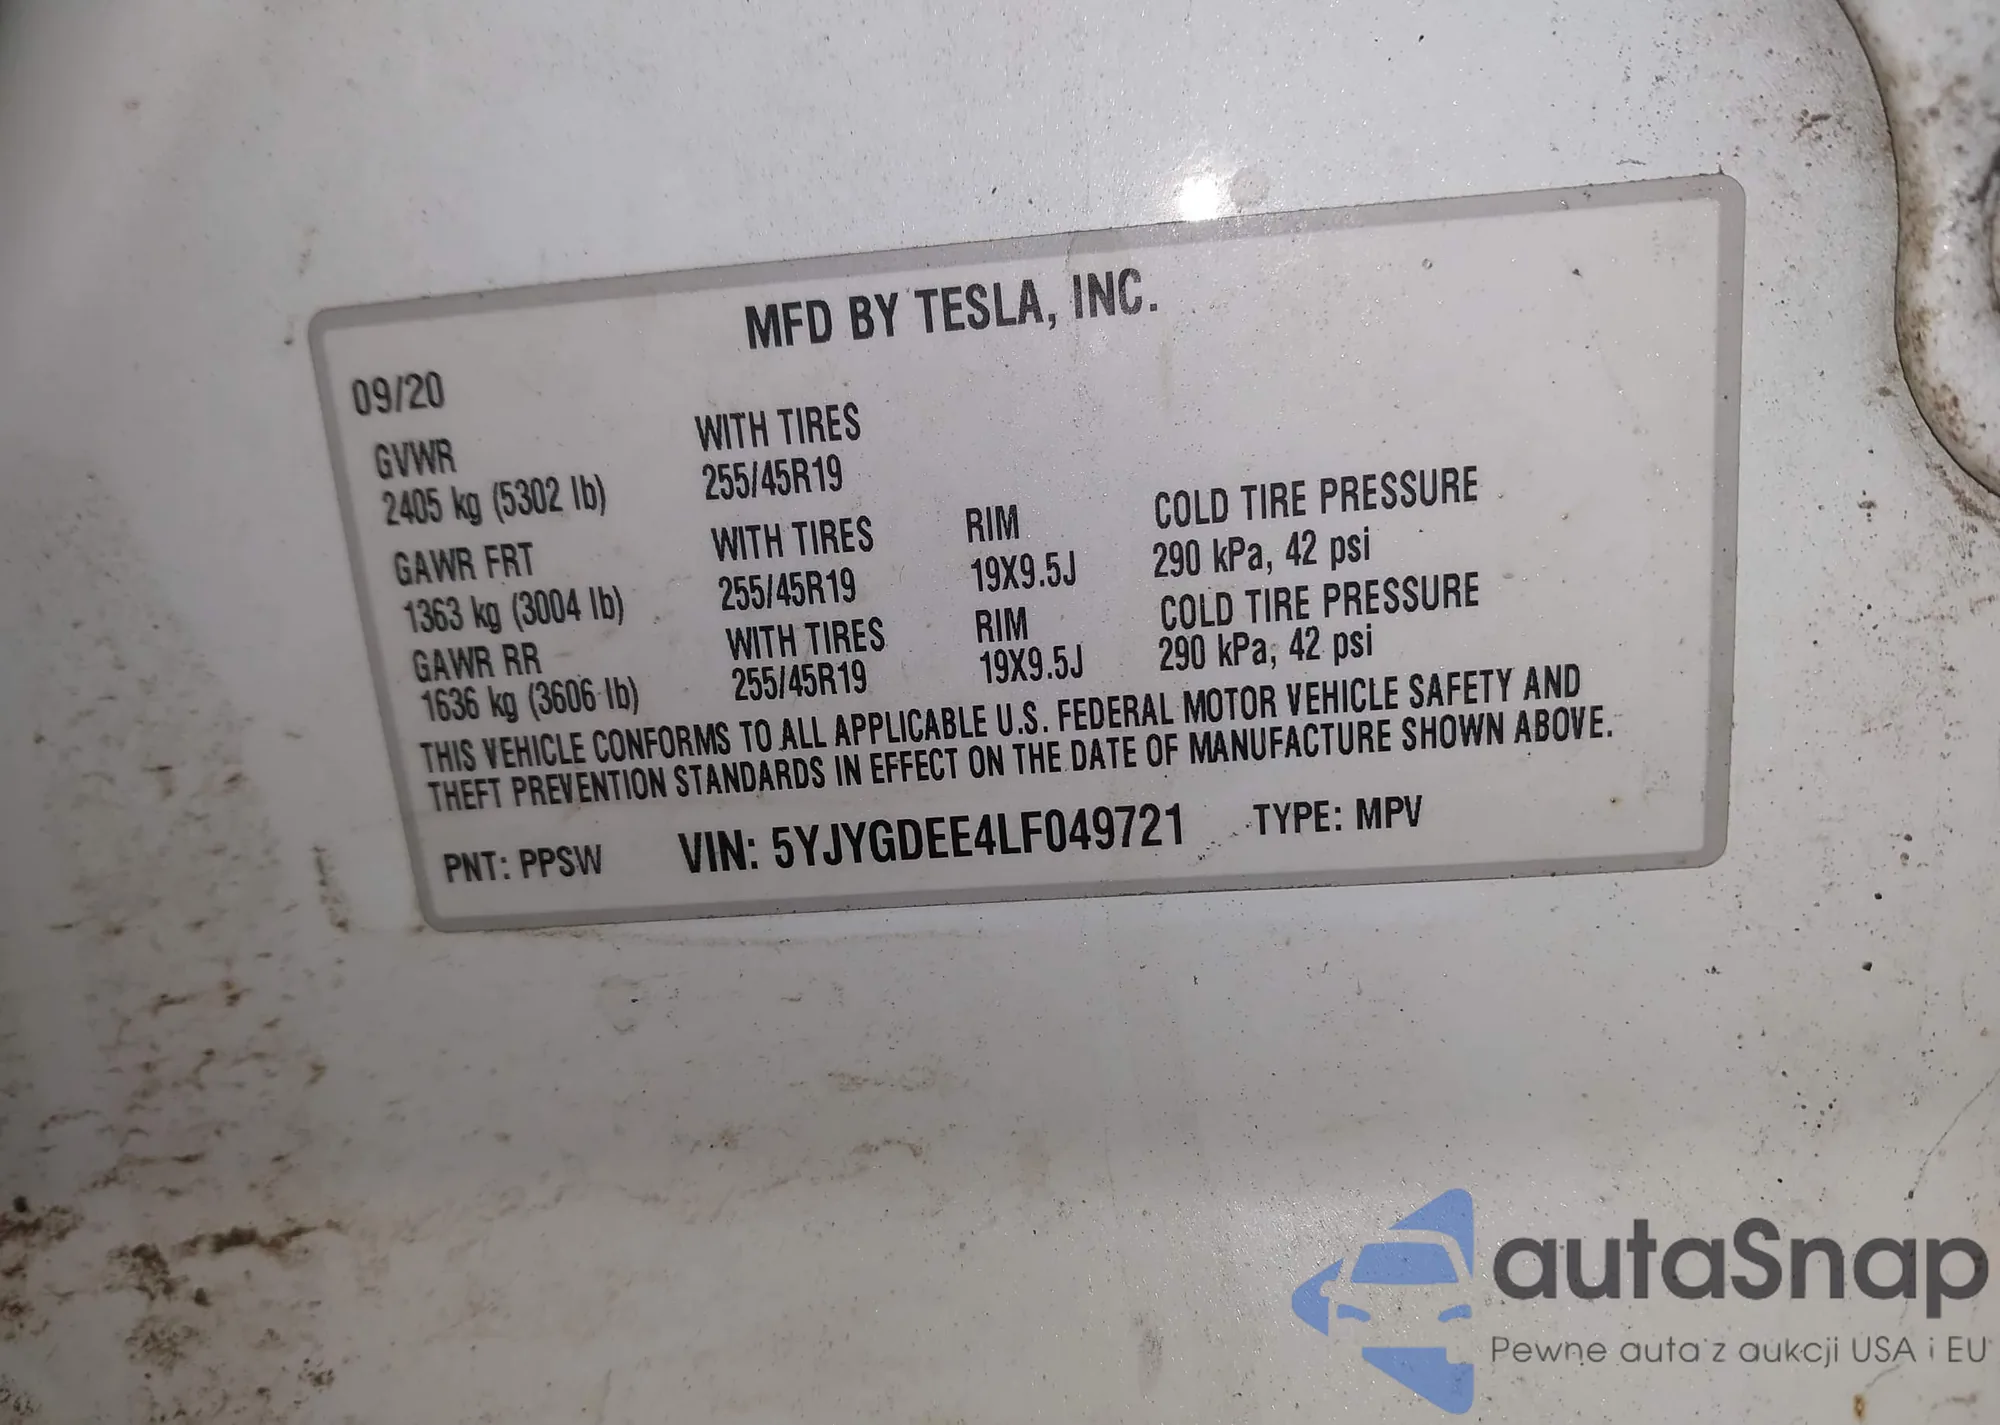 MFD BY TESLA, INC.
09/20
GVWR WITH TIRES
2405 kg (5302 lb) 255/45R19
GAWR FRT WITH TIRES RIM COLD TIRE PRESSURE
1363 kg (3004 lb) 255/45R19 19X9.5J 290 kPa, 42 psi
GAWR RR WITH TIRES RIM COLD TIRE PRESSURE
1636 kg (3606 lb) 255/45R19 19X9.5J 290 kPa, 42 psi
THIS VEHICLE CONFORMS TO ALL APPLICABLE U.S. FEDERAL MOTOR VEHICLE SAFETY AND
THEFT PREVENTION STANDARDS IN EFFECT ON THE DATE OF MANUFACTURE SHOWN ABOVE.
PNT: PPSW VIN: 5YJYGDEE4LF049721 TYPE: MPV
autaSnap
Pewne auta z aukcji USA i EU